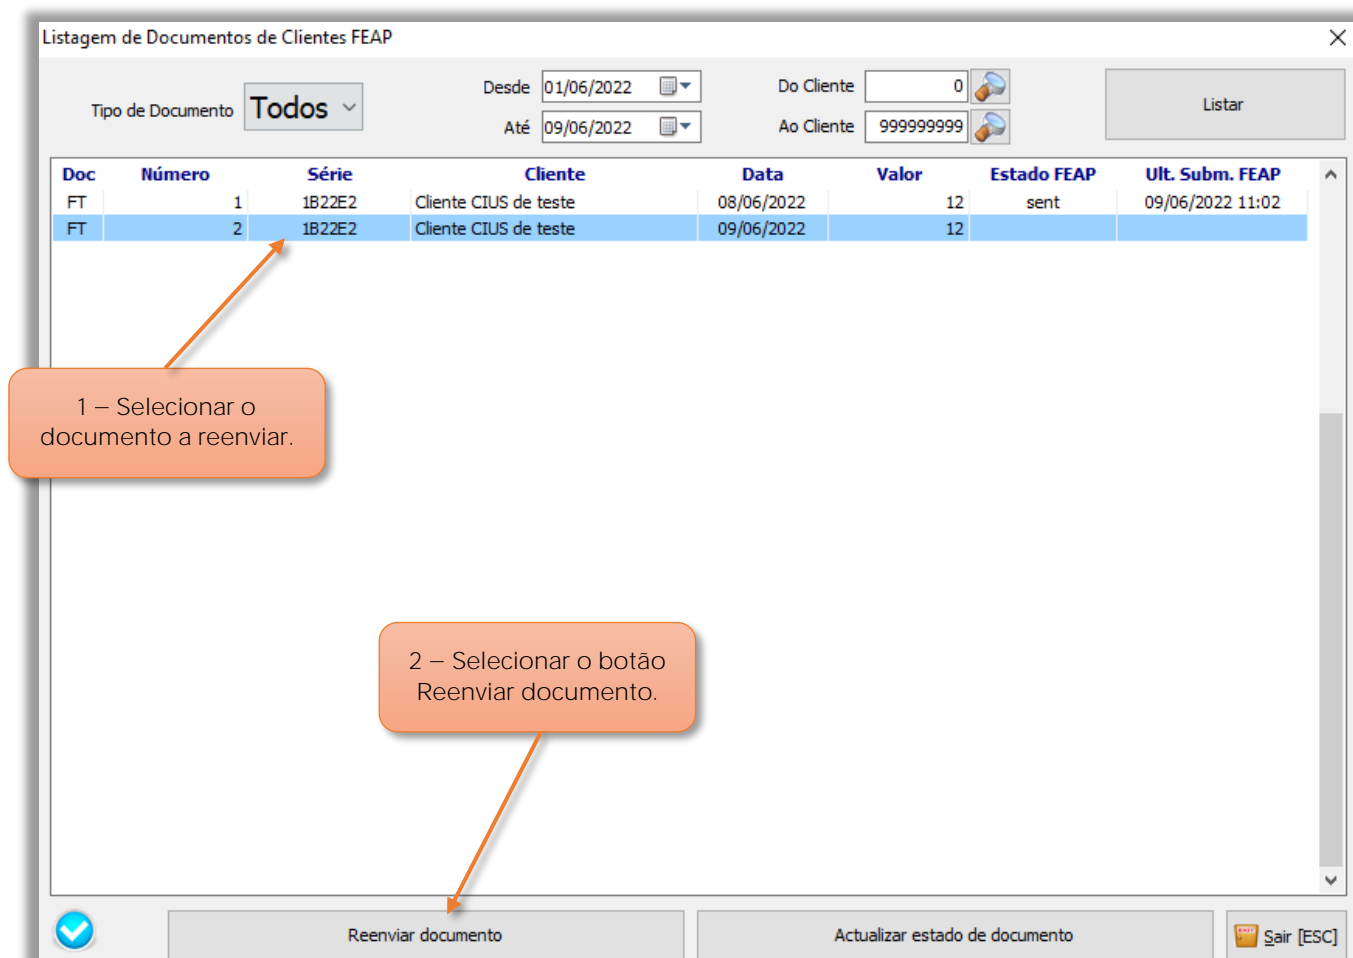 Listagem de Documentos de Clientes FEAP
Tipo de Documento Todos
Desde 01/06/2022
Até 09/06/2022
Do Cliente 0
Ao Cliente 999999999
Listar
Doc Número Série Cliente Data Valor Estado FEAP Ult. Subm. FEAP
FT 1 1B22E2 Cliente CIUS de teste 08/06/2022 12 sent 09/06/2022 11:02
FT 2 1B22E2 Cliente CIUS de teste 09/06/2022 12
1 – Selecionar o
documento a reenviar.
2 – Selecionar o botão
Reenviar documento.
Reenviar documento
Actualizar estado de documento
Sair [ESC]